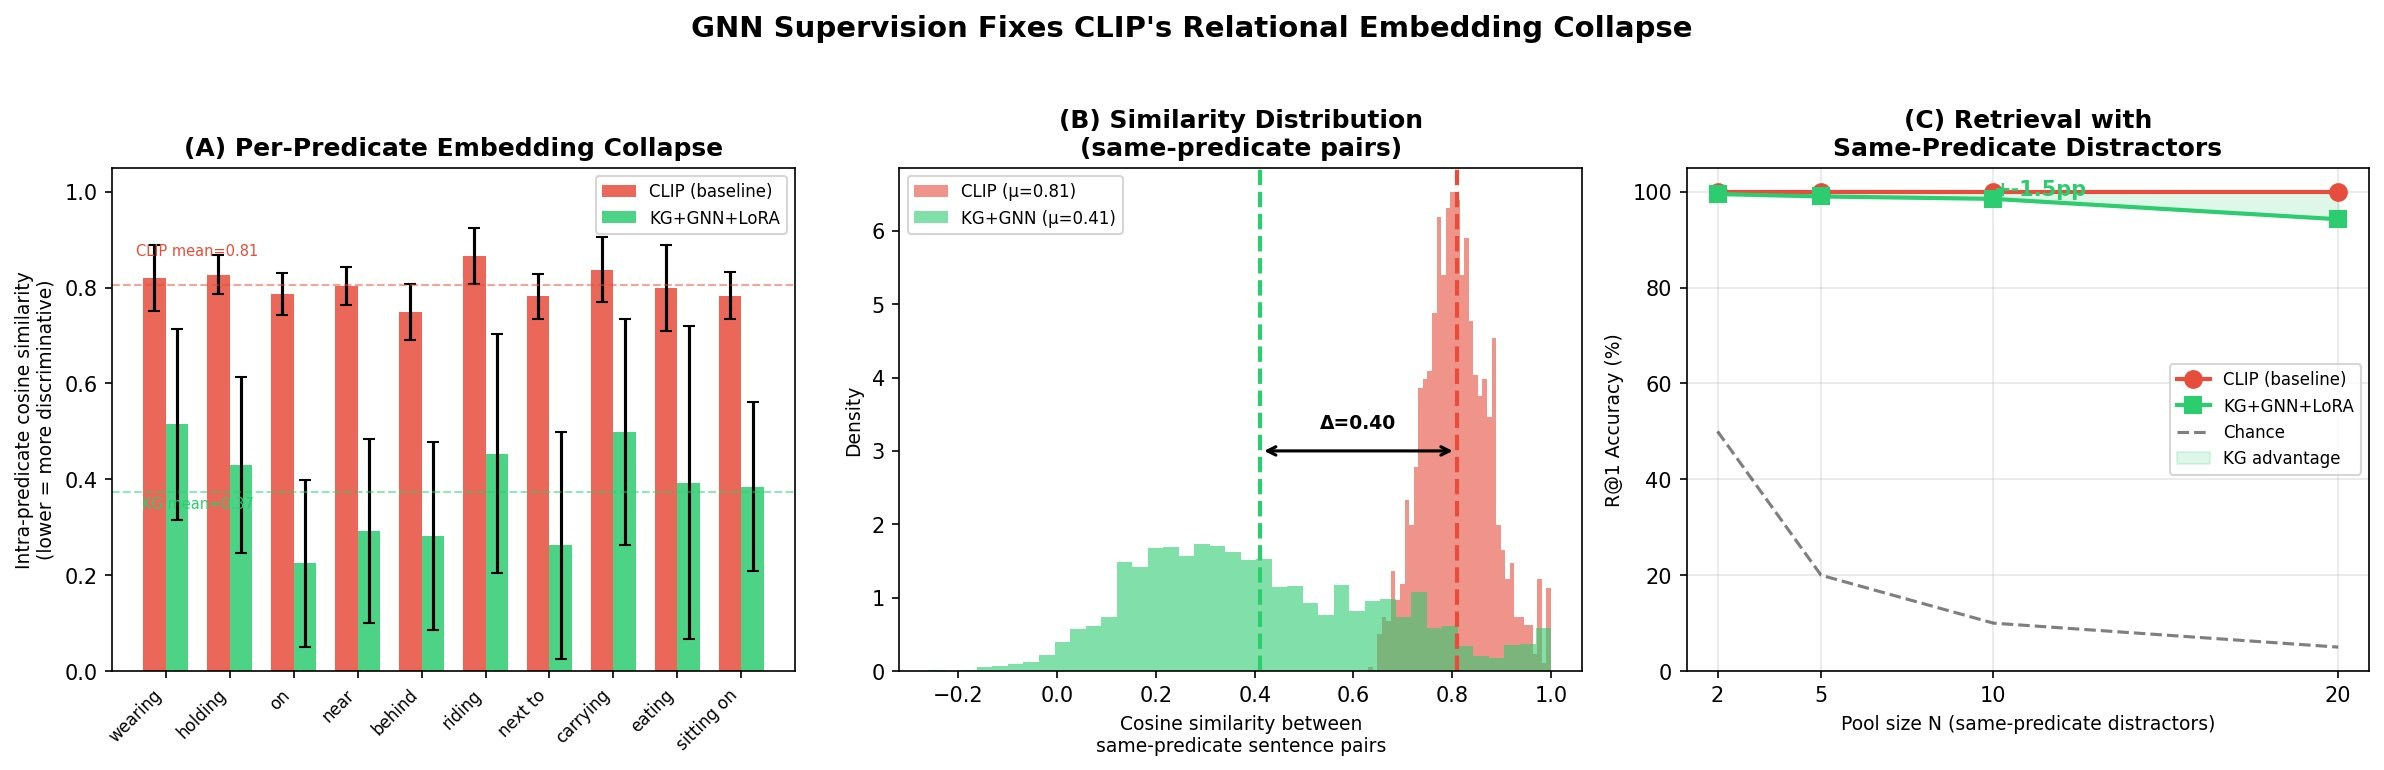 GNN Supervision Fixes CLIP's Relational Embedding Collapse
(A) Per-Predicate Embedding Collapse
Intra-predicate cosine similarity
(lower = more discriminative)
1.0
0.8
0.6
0.4
0.2
0.0
CLIP (baseline)
KG+GNN+LoRA
CLIP mean=0.81
KG mean=0.37
wearing
holding
on
near
behind
riding
next to
carrying
eating
sitting on
(B) Similarity Distribution
(same-predicate pairs)
Density
6
5
4
3
2
1
0
CLIP (μ=0.81)
KG+GNN (μ=0.41)
Δ=0.40
−0.2
0.0
0.2
0.4
0.6
0.8
1.0
Cosine similarity between
same-predicate sentence pairs
(C) Retrieval with
Same-Predicate Distractors
R@1 Accuracy (%)
100
80
60
40
20
0
+-1.5pp
CLIP (baseline)
KG+GNN+LoRA
Chance
KG advantage
2
5
10
20
Pool size N (same-predicate distractors)